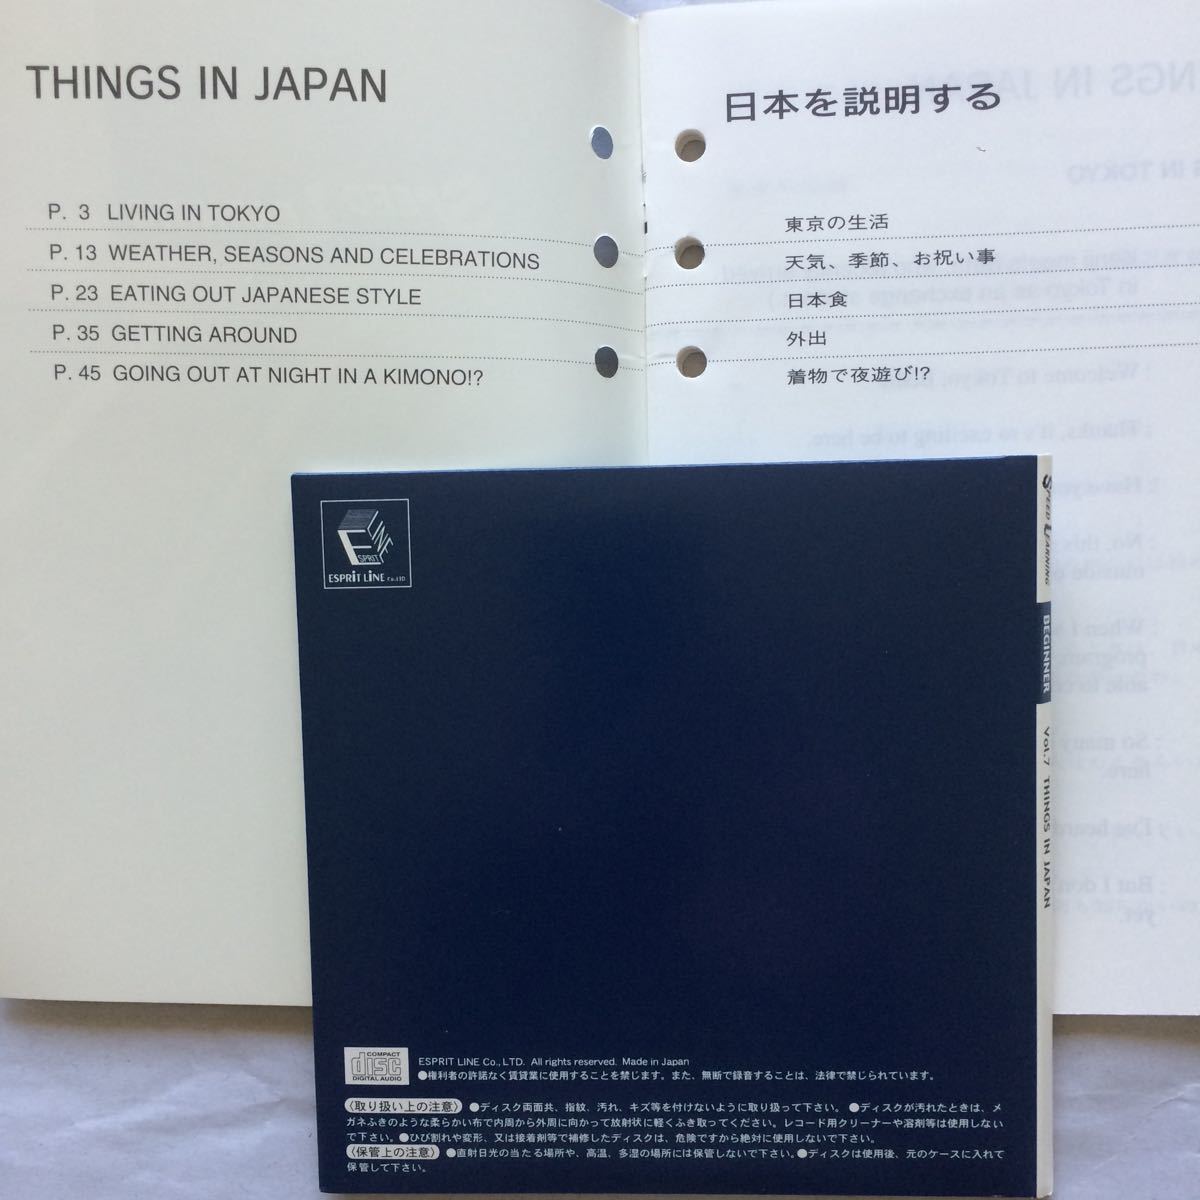 THINGS IN JAPAN
P. 3 LIVING IN TOKYO
P. 13 WEATHER, SEASONS AND CELEBRATIONS
P. 23 EATING OUT JAPANESE STYLE
P. 35 GETTING AROUND
P. 45 GOING OUT AT NIGHT IN A KIMONO!?
日本を説明する
東京の生活
天気、季節、お祝い事
日本食
外出
着物で夜遊び!?
LINE
ESPRIT
ESPRIT LINE Co.,LTD
SPEED LEARNING BEGINNER Vol.7 THINGS IN JAPAN
COMPACT
disc
DIGITAL AUDIO
ESPRIT LINE Co., LTD. All rights reserved. Made in Japan
●権利者の許諾なく賃貸業に使用することを禁じます。また、無断で録音することは、法律で禁じられています。
〈取り扱い上の注意〉 ●ディスク両面共、指紋、汚れ、キズ等を付けないように取り扱って下さい。 ●ディスクが汚れたときは、メ
ガネふきのような柔らかい布で内周から外周に向かって放射状に軽くふき取ってください。レコード用クリーナーや溶剤等は使用しない
で下さい。●ひび割れや変形、又は接着剤等で補修したディスクは、危険ですから絶対に使用しないで下さい。
〈保管上の注意〉 ●直射日光の当たる場所や、高温、多湿の場所には保管しないで下さい。●ディスクは使用後、元のケースに入れて
保管して下さい。